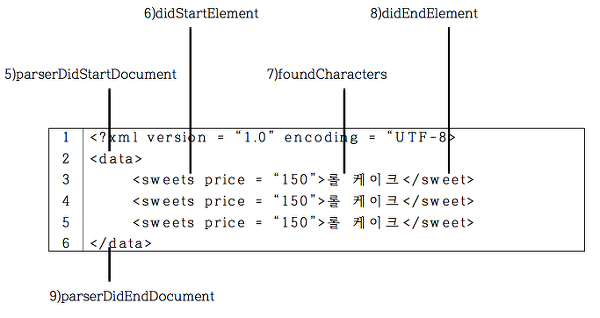 6)didStartElement
8)didEndElement
5)parserDidStartDocument
7)foundCharacters
1 <?xml version = “1.0” encoding = “UTF-8>
2 <data>
3 <sweets price = “150”>롤 케이크</sweet>
4 <sweets price = “150”>롤 케이크</sweet>
5 <sweets price = “150”>롤 케이크</sweet>
6 </data>
9)parserDidEndDocument